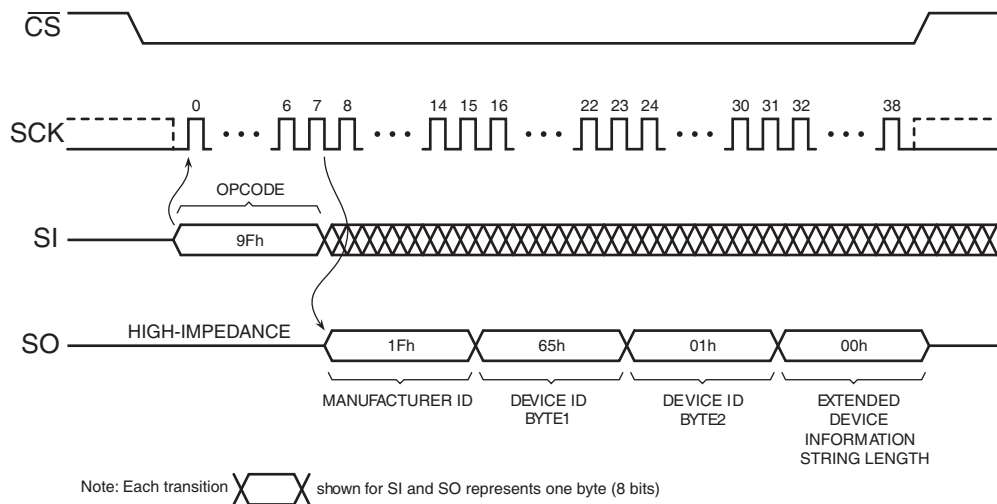 CS
0 6 7 8 14 15 16 22 23 24 30 31 32 38
SCK
OPCODE
SI 9Fh
HIGH-IMPEDANCE
SO 1Fh 65h 01h 00h
MANUFACTURER ID DEVICE ID DEVICE ID EXTENDED
BYTE1 BYTE2 DEVICE
INFORMATION
STRING LENGTH
Note: Each transition shown for SI and SO represents one byte (8 bits)